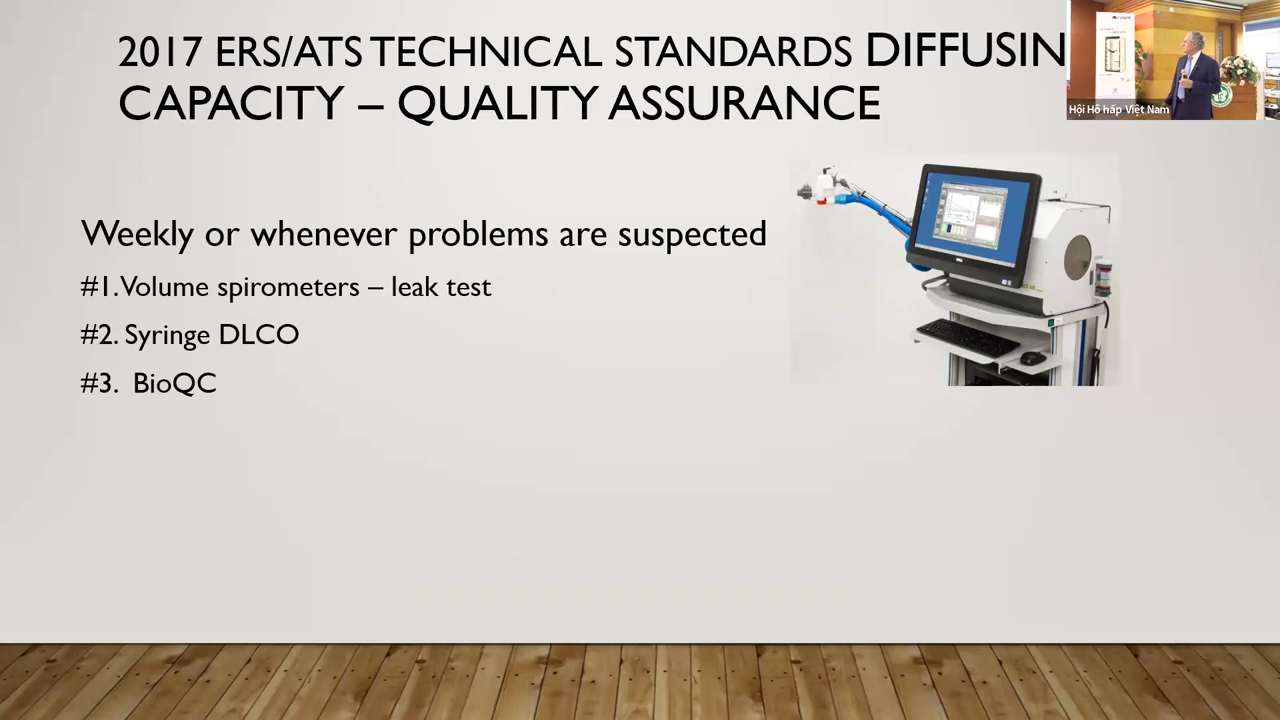 2017 ERS/ATS TECHNICAL STANDARDS DIFFUSIN
CAPACITY – QUALITY ASSURANCE
Hội Hô hấp Việt Nam
Weekly or whenever problems are suspected
#1. Volume spirometers – leak test
#2. Syringe DLCO
#3. BioQC